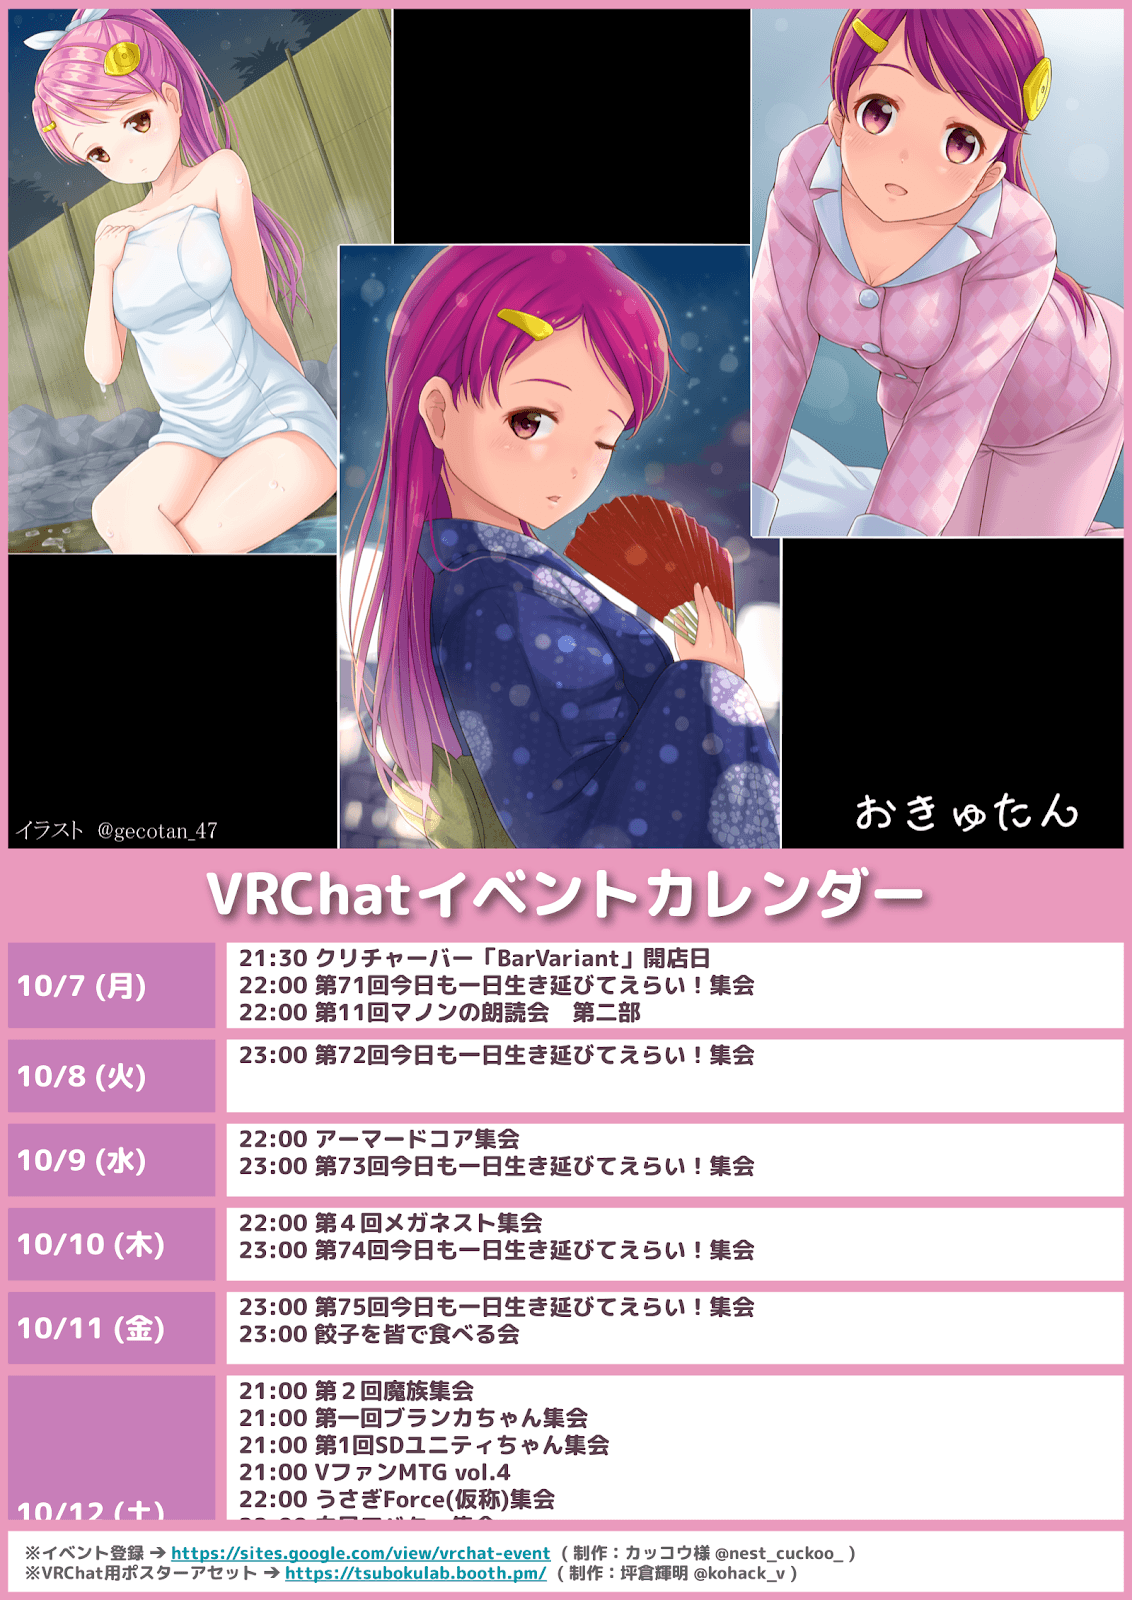 イラスト @gecotan_47
おきゅたん
VRChatイベントカレンダー
10/7 (月)
21:30 クリチャーバー「BarVariant」開店日
22:00 第71回今日も一日生き延びてえらい！集会
22:00 第11回マノンの朗読会　第二部
10/8 (火)
23:00 第72回今日も一日生き延びてえらい！集会
10/9 (水)
22:00 アーマードコア集会
23:00 第73回今日も一日生き延びてえらい！集会
10/10 (木)
22:00 第４回メガネスト集会
23:00 第74回今日も一日生き延びてえらい！集会
10/11 (金)
23:00 第75回今日も一日生き延びてえらい！集会
23:00 餃子を皆で食べる会
10/12 (土)
21:00 第２回魔族集会
21:00 第一回ブランカちゃん集会
21:00 第1回SDユニティちゃん集会
21:00 VファンMTG vol.4
22:00 うさぎForce(仮称)集会
※イベント登録 → https://sites.google.com/view/vrchat-event ( 制作：カッコウ様 @nest_cuckoo_ )
※VRChat用ポスターアセット → https://tsubokulab.booth.pm/ ( 制作：坪倉輝明 @kohack_v )